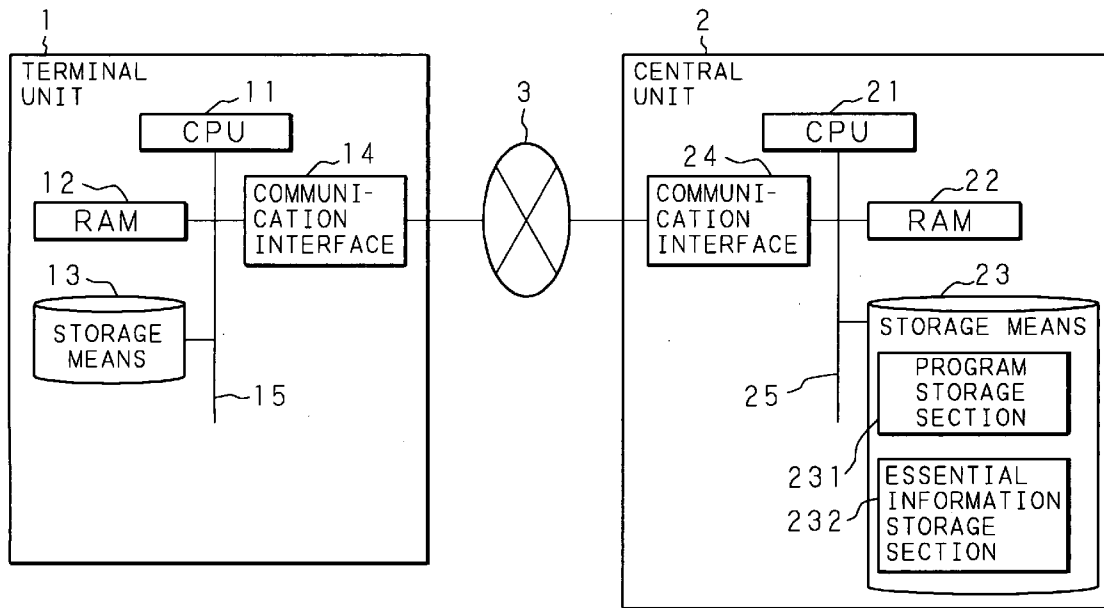 1
TERMINAL
UNIT
11
CPU
12
RAM
14
COMMUNI-
CATION
INTERFACE
13
STORAGE
MEANS
15
3
2
CENTRAL
UNIT
21
CPU
24
COMMUNI-
CATION
INTERFACE
22
RAM
23
STORAGE MEANS
25
PROGRAM
STORAGE
SECTION
231
ESSENTIAL
INFORMATION
STORAGE
SECTION
232